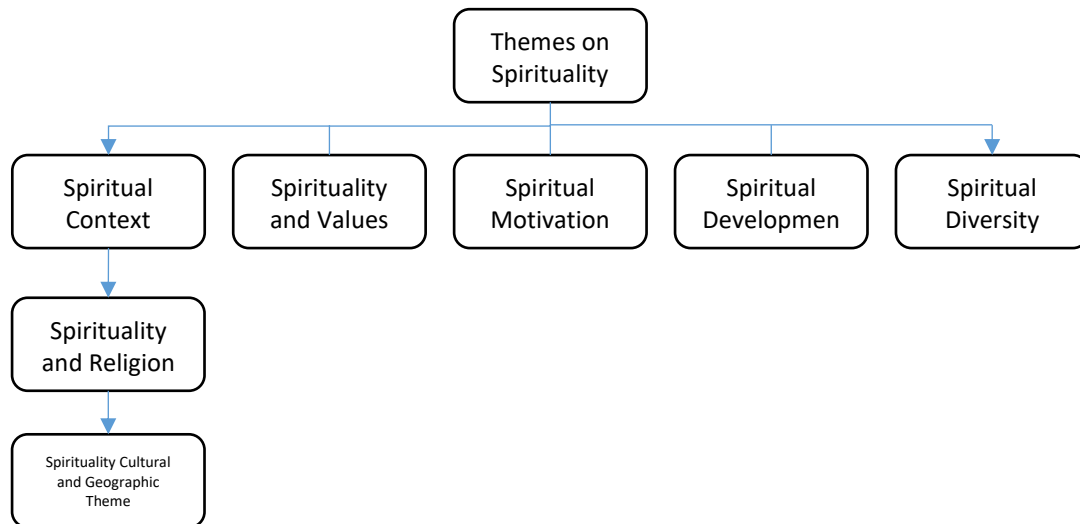 Themes on
Spirituality
Spiritual
Context
Spirituality
and Values
Spiritual
Motivation
Spiritual
Developmen
Spiritual
Diversity
Spirituality
and Religion
Spirituality Cultural
and Geographic
Theme